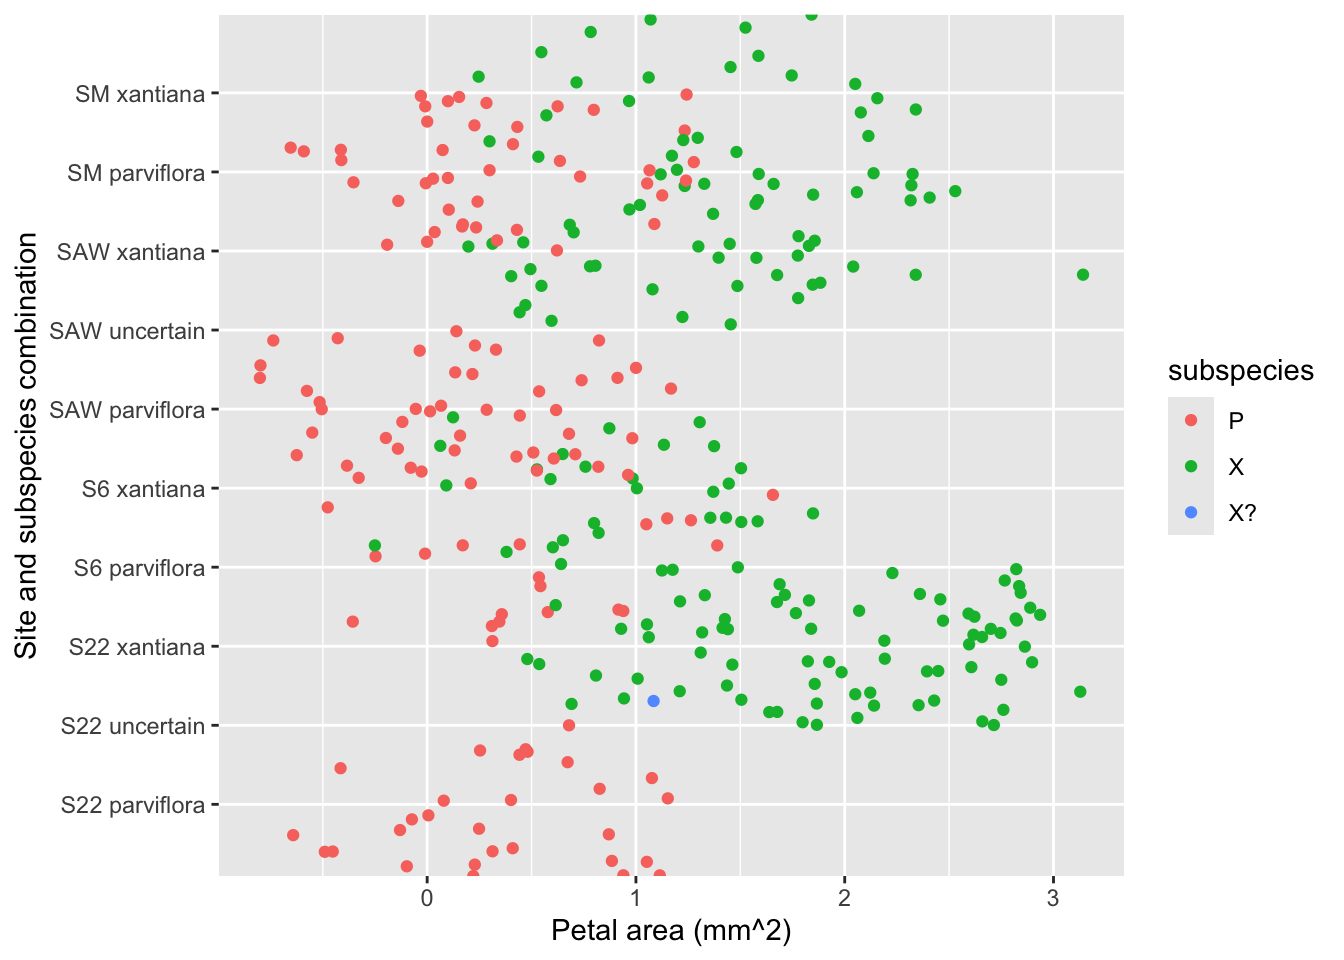 SM xantiana
SM parviflora
SAW xantiana
SAW uncertain
SAW parviflora
S6 xantiana
S6 parviflora
S22 xantiana
S22 uncertain
S22 parviflora
Site and subspecies combination
0 1 2 3
Petal area (mm^2)
subspecies
P
X
X?